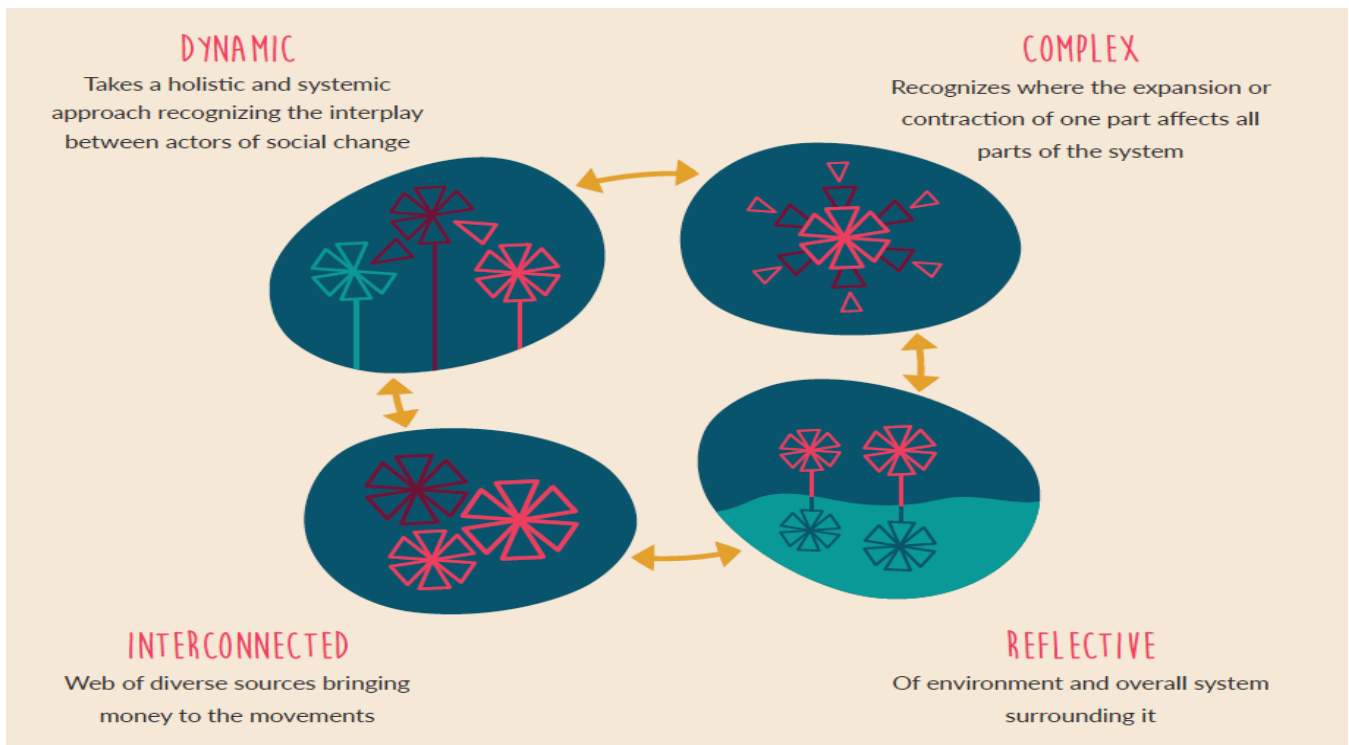 DYNAMIC
Takes a holistic and systemic
approach recognizing the interplay
between actors of social change
COMPLEX
Recognizes where the expansion or
contraction of one part affects all
parts of the system
INTERCONNECTED
Web of diverse sources bringing
money to the movements
REFLECTIVE
Of environment and overall system
surrounding it